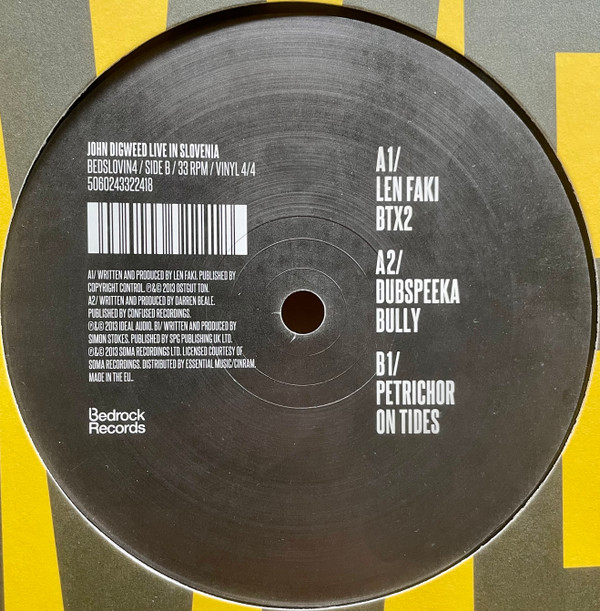 JOHN DIGWEED LIVE IN SLOVENIA
BEDSLOVIN4 / SIDE B / 33 RPM / VINYL 4/4
5060243322418
A1/ WRITTEN AND PRODUCED BY LEN FAKI. PUBLISHED BY
COPYRIGHT CONTROL. ℗&© 2013 OSTGUT TON.
A2/ WRITTEN AND PRODUCED BY DARREN BEALE.
PUBLISHED BY CONFUSED RECORDINGS.
℗&© 2013 IDEAL AUDIO. B1/ WRITTEN AND PRODUCED BY
SIMON STOKES. / PUBLISHED BY SPG PUBLISHING UK LTD.
℗&© 2013 SOMA RECORDINGS LTD. LICENSED COURTESY OF
SOMA RECORDINGS. DISTRIBUTED BY ESSENTIAL MUSIC/CINRAM.
MADE IN THE EU..
Bedrock
Records
A1/
LEN FAKI
BTX2
A2/
DUBSPEEKA
BULLY
B1/
PETRICHOR
ON TIDES